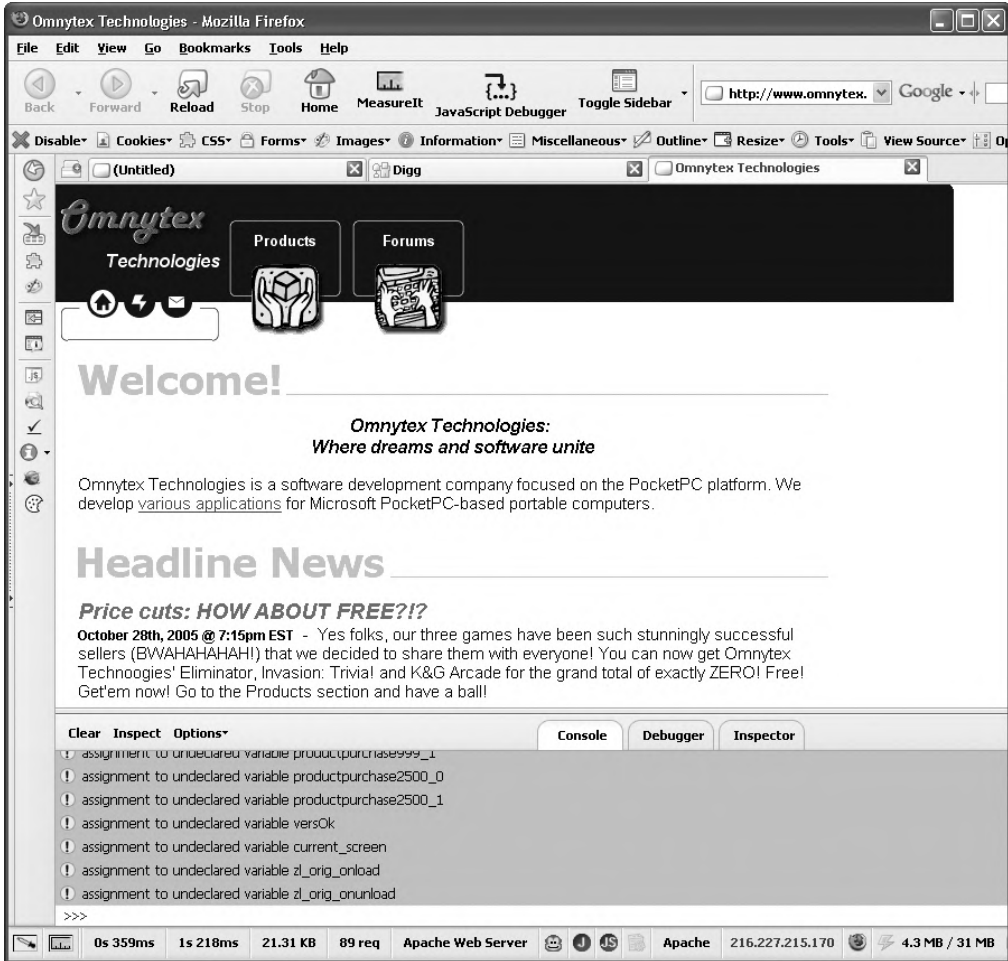 Omnytex Technologies - Mozilla Firefox
File Edit View Go Bookmarks Tools Help
Back Forward Reload Stop Home MeasureIt JavaScript Debugger Toggle Sidebar http://www.omnytex. Google
Disable Cookies CSS Forms Images Information Miscellaneous Outline Resize Tools View Source
(Untitled) Digg Omnytex Technologies
Omnytex
Technologies
Products Forums
Welcome!
Omnytex Technologies:
Where dreams and software unite
Omnytex Technologies is a software development company focused on the PocketPC platform. We
develop various applications for Microsoft PocketPC-based portable computers.
Headline News
Price cuts: HOW ABOUT FREE?!?
October 28th, 2005 @ 7:15pm EST - Yes folks, our three games have been such stunningly successful
sellers (BWAHAHAHAH!) that we decided to share them with everyone! You can now get Omnytex
Technoogies' Eliminator, Invasion: Trivia! and K&G Arcade for the grand total of exactly ZERO! Free!
Get'em now! Go to the Products section and have a ball!
Clear Inspect Options Console Debugger Inspector
assignment to undeclared variable productpurchase999_1
! assignment to undeclared variable productpurchase2500_0
! assignment to undeclared variable productpurchase2500_1
! assignment to undeclared variable versOk
! assignment to undeclared variable current_screen
! assignment to undeclared variable zl_orig_onload
! assignment to undeclared variable zl_orig_onunload
>>>
0s 359ms 1s 218ms 21.31 KB 89 req Apache Web Server J JS Apache 216.227.215.170 4.3 MB / 31 MB